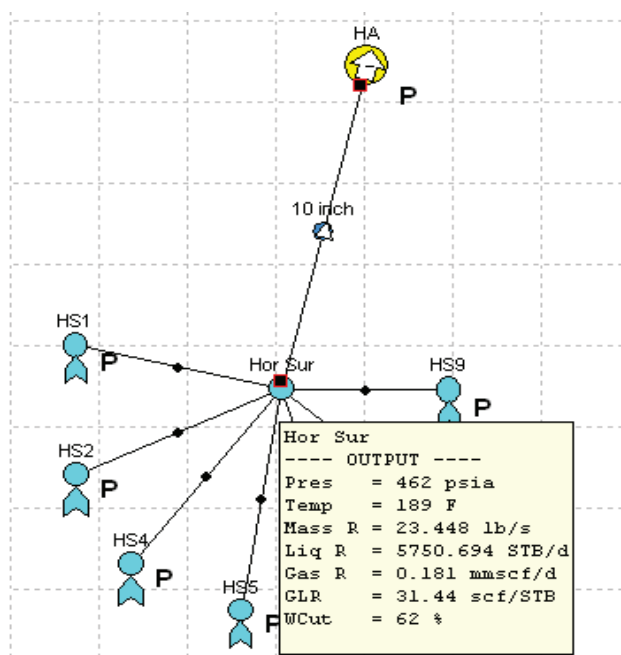 HA
P
10 inch
HS1
P
Hor Sur
HS9
P
HS2
P
HS4
P
HS5
P
Hor Sur
---- OUTPUT ----
Pres = 462 psia
Temp = 189 F
Mass R = 23.448 lb/s
Liq R = 5750.694 STB/d
Gas R = 0.181 mmscf/d
GLR = 31.44 scf/STB
WCut = 62 %